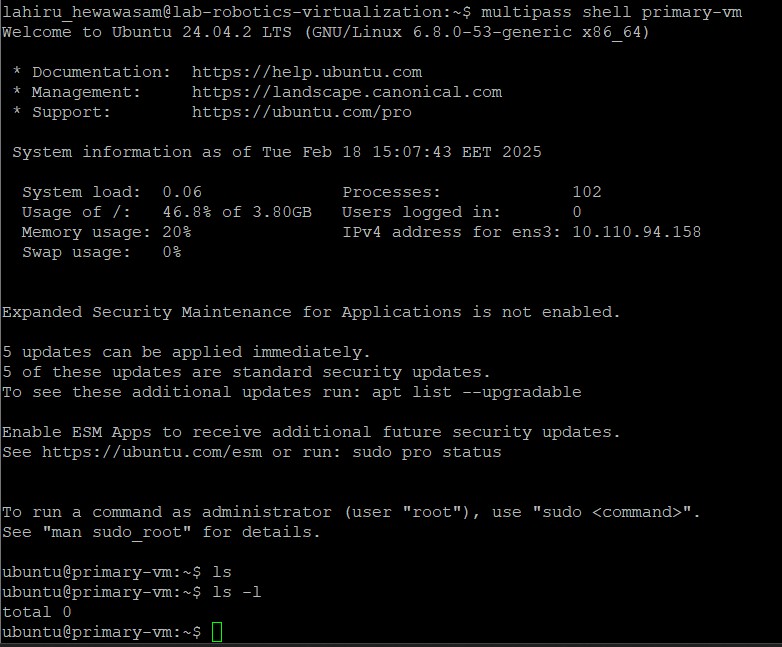 lahiru_hewawasam@lab-robotics-virtualization:~$ multipass shell primary-vm
Welcome to Ubuntu 24.04.2 LTS (GNU/Linux 6.8.0-53-generic x86_64)

 * Documentation:  https://help.ubuntu.com
 * Management:     https://landscape.canonical.com
 * Support:        https://ubuntu.com/pro

 System information as of Tue Feb 18 15:07:43 EET 2025

  System load:  0.06              Processes:             102
  Usage of /:   46.8% of 3.80GB   Users logged in:       0
  Memory usage: 20%               IPv4 address for ens3: 10.110.94.158
  Swap usage:   0%

Expanded Security Maintenance for Applications is not enabled.

5 updates can be applied immediately.
5 of these updates are standard security updates.
To see these additional updates run: apt list --upgradable

Enable ESM Apps to receive additional future security updates.
See https://ubuntu.com/esm or run: sudo pro status

To run a command as administrator (user "root"), use "sudo <command>".
See "man sudo_root" for details.

ubuntu@primary-vm:~$ ls
ubuntu@primary-vm:~$ ls -l
total 0
ubuntu@primary-vm:~$